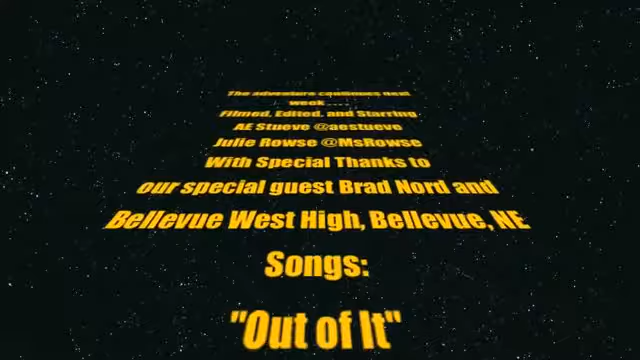 The adventure continues next
week . . . .
Filmed, Edited, and Starring
AE Stueve @aestueve
Julie Rowse @MsRowse
With Special Thanks to
our special guest Brad Nord and
Bellevue West High, Bellevue, NE
Songs:
"Out of It"